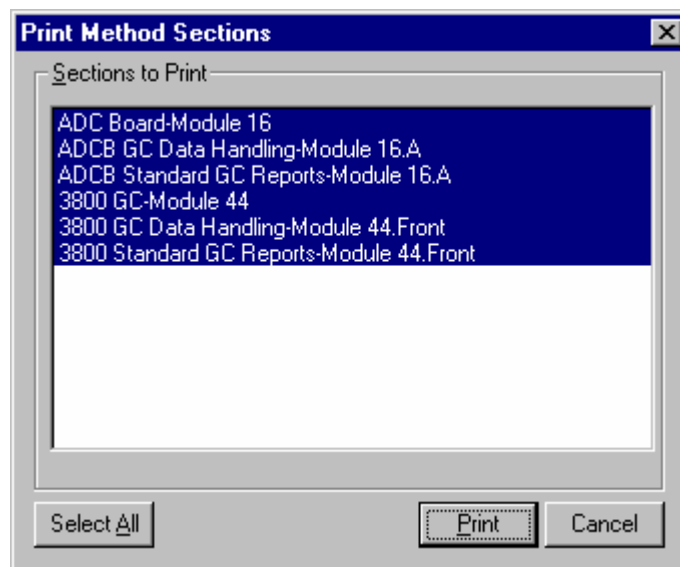 Print Method Sections
Sections to Print
ADC Board-Module 16
ADCB GC Data Handling-Module 16.A
ADCB Standard GC Reports-Module 16.A
3800 GC-Module 44
3800 GC Data Handling-Module 44.Front
3800 Standard GC Reports-Module 44.Front
Select All Print Cancel